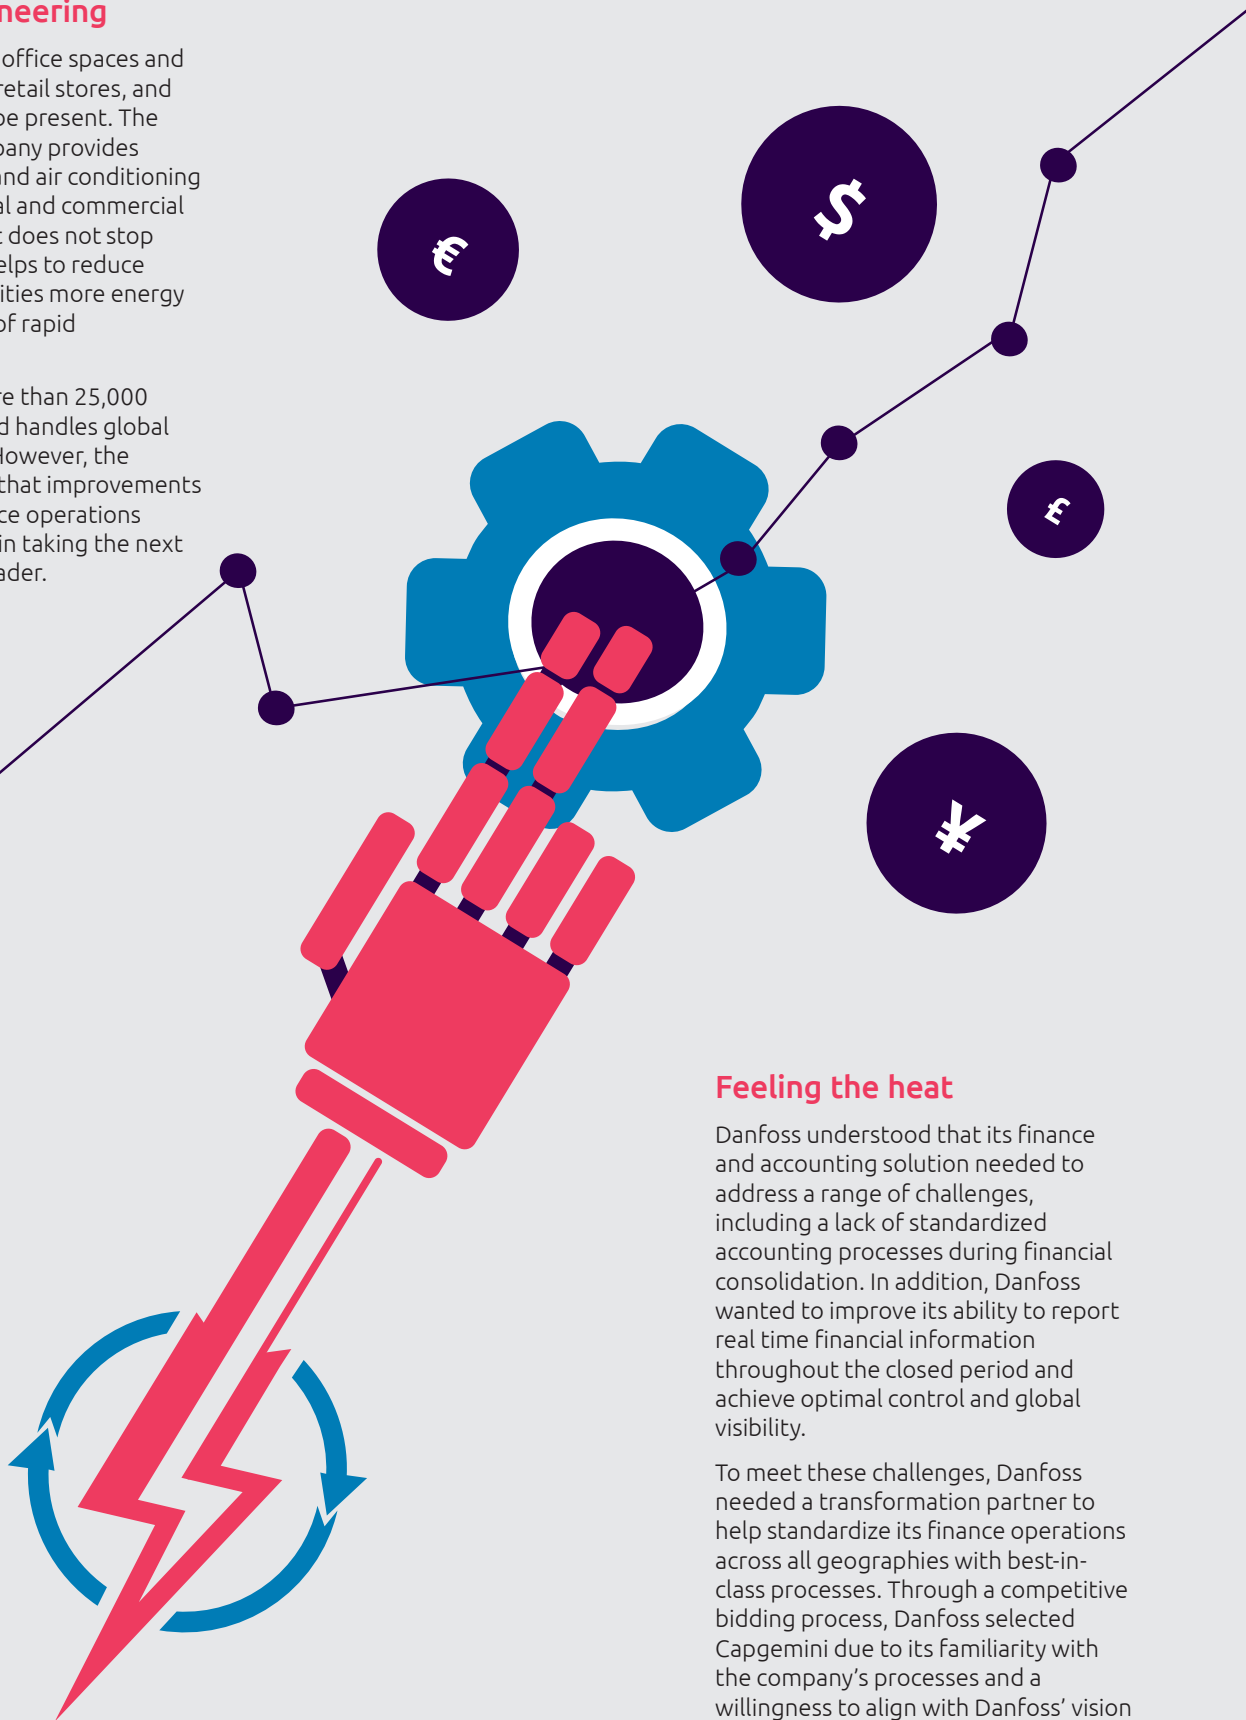 neering
office spaces and
retail stores, and
be present. The
pany provides
and air conditioning
al and commercial
t does not stop
elps to reduce
ities more energy
of rapid
re than 25,000
d handles global
However, the
that improvements
ce operations
in taking the next
ader.
€
$
£
¥
Feeling the heat
Danfoss understood that its finance
and accounting solution needed to
address a range of challenges,
including a lack of standardized
accounting processes during financial
consolidation. In addition, Danfoss
wanted to improve its ability to report
real time financial information
throughout the closed period and
achieve optimal control and global
visibility.
To meet these challenges, Danfoss
needed a transformation partner to
help standardize its finance operations
across all geographies with best-in-
class processes. Through a competitive
bidding process, Danfoss selected
Capgemini due to its familiarity with
the company’s processes and a
willingness to align with Danfoss’ vision